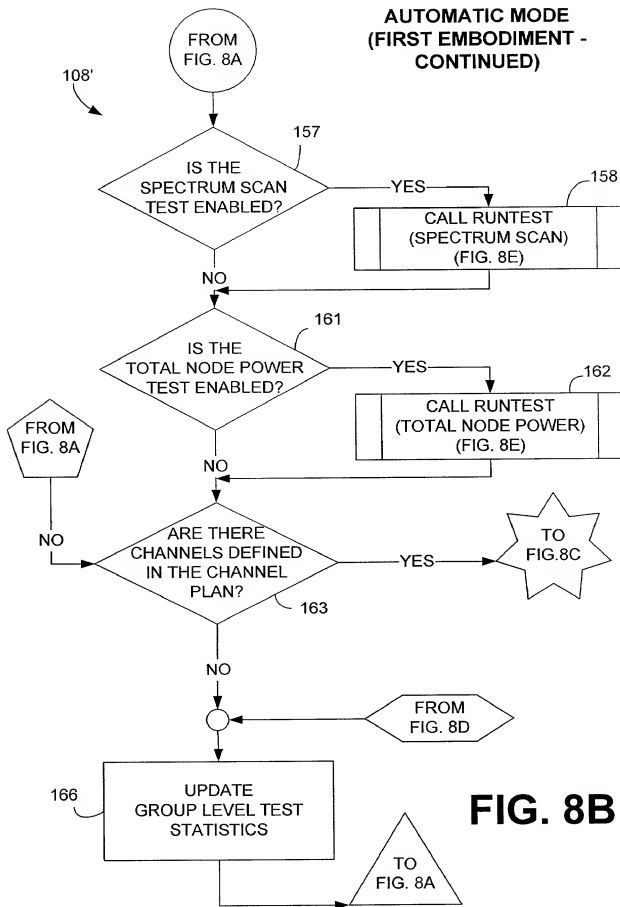 AUTOMATIC MODE
(FIRST EMBODIMENT -
CONTINUED)
FROM
FIG. 8A
108'
157
IS THE
SPECTRUM SCAN
TEST ENABLED?
YES
158
CALL RUNTEST
(SPECTRUM SCAN)
(FIG. 8E)
NO
161
IS THE
TOTAL NODE POWER
TEST ENABLED?
YES
162
CALL RUNTEST
(TOTAL NODE POWER)
(FIG. 8E)
NO
FROM
FIG. 8A
NO
ARE THERE
CHANNELS DEFINED
IN THE CHANNEL
PLAN?
163
YES
TO
FIG.8C
NO
FROM
FIG. 8D
166
UPDATE
GROUP LEVEL TEST
STATISTICS
FIG. 8B
TO
FIG. 8A